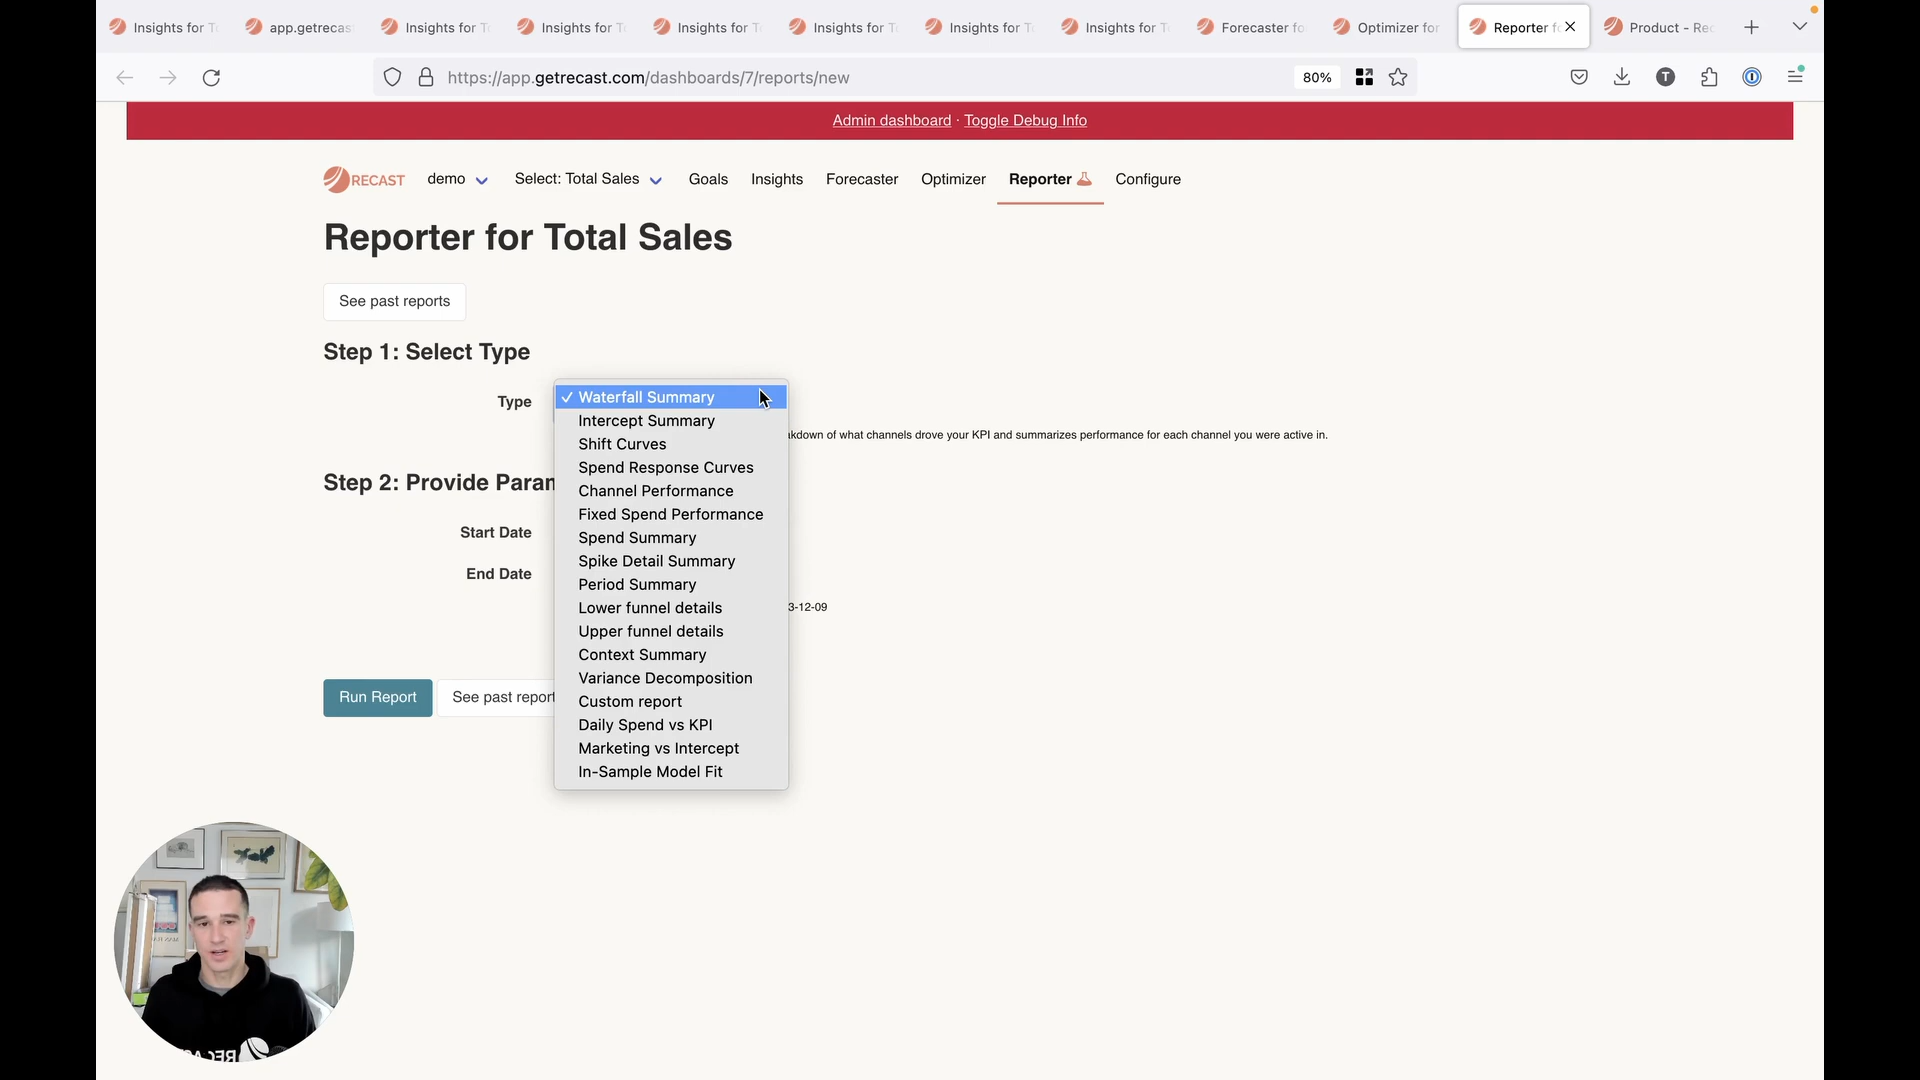 Insights for T
app.getrecas
Insights for T
Insights for T
Insights for T
Insights for T
Insights for T
Insights for T
Forecaster fo
Optimizer for
Reporter f
Product - Rec
https://app.getrecast.com/dashboards/7/reports/new
80%
T
Admin dashboard · Toggle Debug Info
RECAST
demo
Select: Total Sales
Goals
Insights
Forecaster
Optimizer
Reporter
Configure
Reporter for Total Sales
See past reports
Step 1: Select Type
Type
✓ Waterfall Summary
Intercept Summary
kdown of what channels drove your KPI and summarizes performance for each channel you were active in.
Shift Curves
Spend Response Curves
Step 2: Provide Param
Channel Performance
Fixed Spend Performance
Start Date
Spend Summary
Spike Detail Summary
End Date
Period Summary
Lower funnel details
3-12-09
Upper funnel details
Context Summary
Variance Decomposition
Run Report
See past report
Custom report
Daily Spend vs KPI
Marketing vs Intercept
In-Sample Model Fit